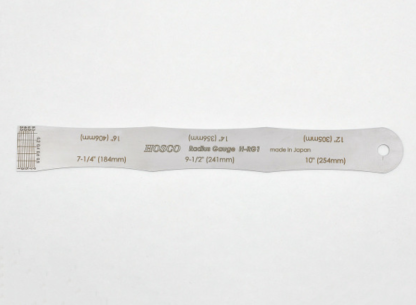 16" (406mm) 14" (356mm) 12" (305mm)
HOSCO Radius Gauge H-RG1 made in Japan
7-1/4" (184mm) 9-1/2" (241mm) 10" (254mm)